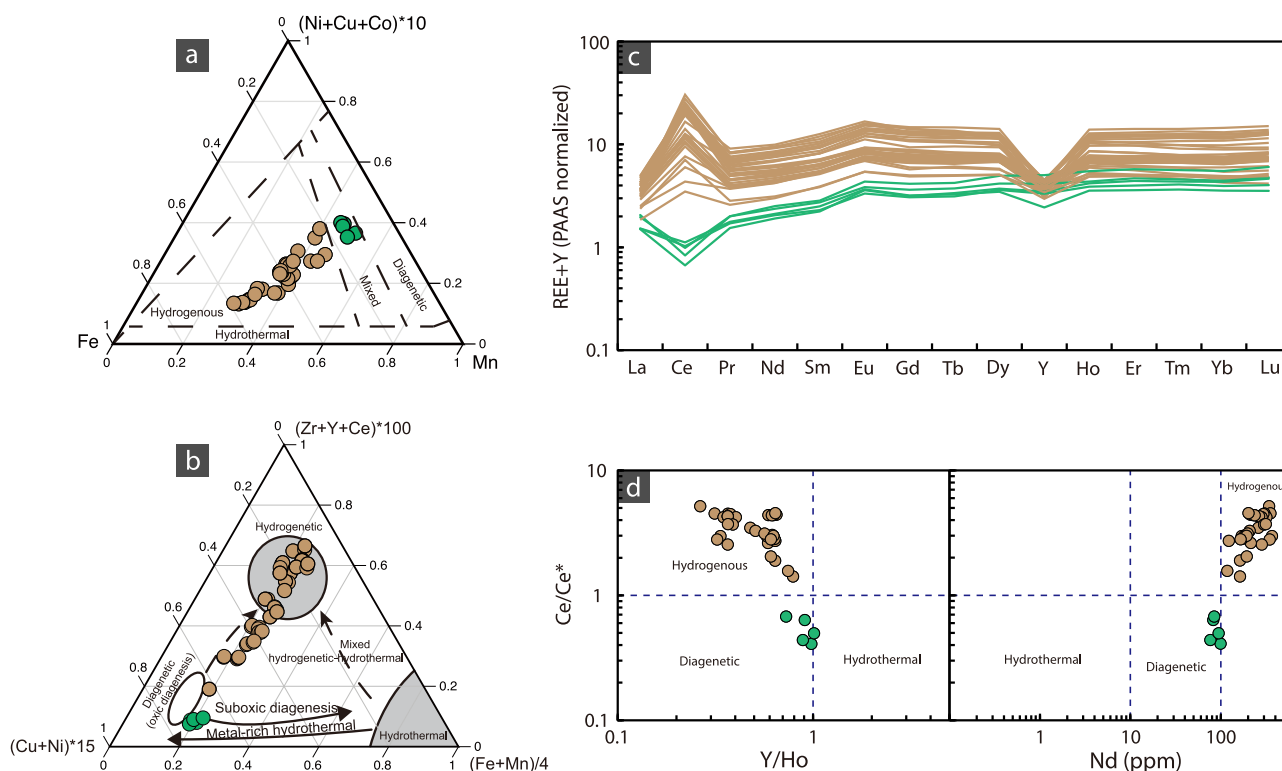 a
(Ni+Cu+Co)*10
0
1
0.2
0.8
0.4
0.6
0.6
0.4
0.8
0.2
Hydrogenous
Mixed
Diagenetic
Hydrothermal
Fe
1
0
0
0.2
0.4
0.6
0.8
1
Mn
b
(Zr+Y+Ce)*100
0
1
0.2
0.8
Hydrogenetic
0.4
0.6
0.6
0.4
Mixed
hydrogenetic-hydrothermal
0.8
0.2
Diagenetic
(oxic diagenesis)
Suboxic diagenesis
Metal-rich hydrothermal
Hydrothermal
(Cu+Ni)*15
1
0
0
0.2
0.4
0.6
0.8
1
(Fe+Mn)/4
c
REE+Y (PAAS normalized)
100
10
1
0.1
La Ce Pr Nd Sm Eu Gd Tb Dy Y Ho Er Tm Yb Lu
d
Ce/Ce*
10
1
0.1
Hydrogenous
Diagenetic
Hydrothermal
0.1
1
Y/Ho
Hydrogenou
Hydrothermal
Diagenetic
1
10
100
Nd (ppm)